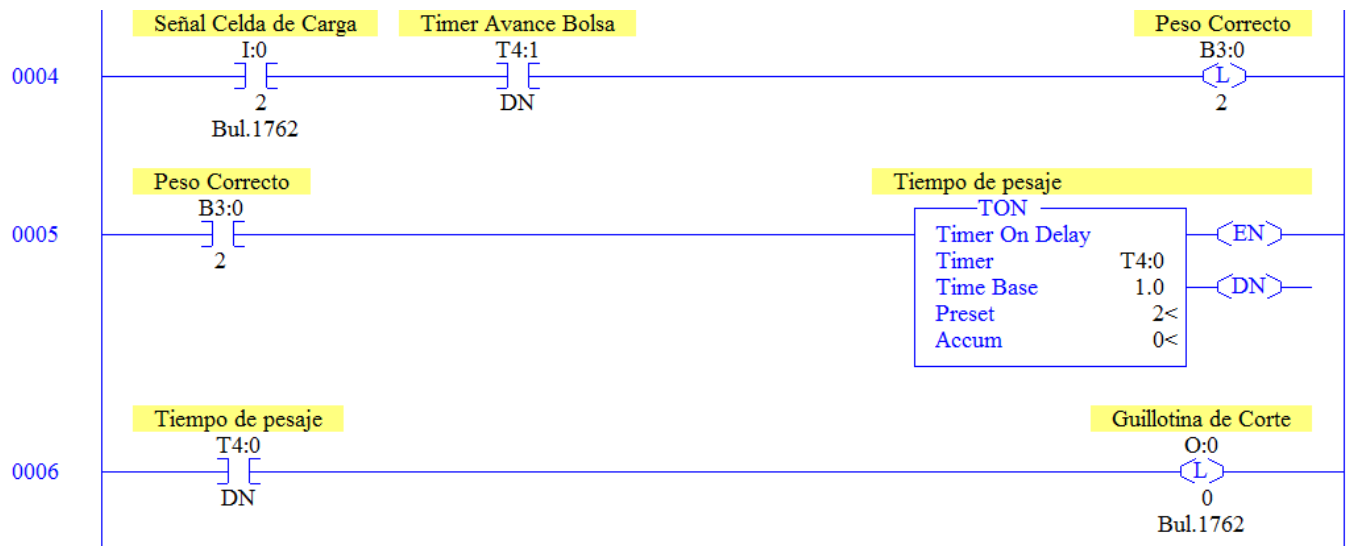 Señal Celda de Carga Timer Avance Bolsa Peso Correcto
I:0 T4:1 B3:0
0004 L
2 DN 2
Bul.1762
Peso Correcto Tiempo de pesaje
B3:0 TON
0005 Timer On Delay EN
2 Timer T4:0
Time Base 1.0 DN
Preset 2<
Accum 0<
Tiempo de pesaje Guillotina de Corte
T4:0 O:0
0006 L
DN 0
Bul.1762